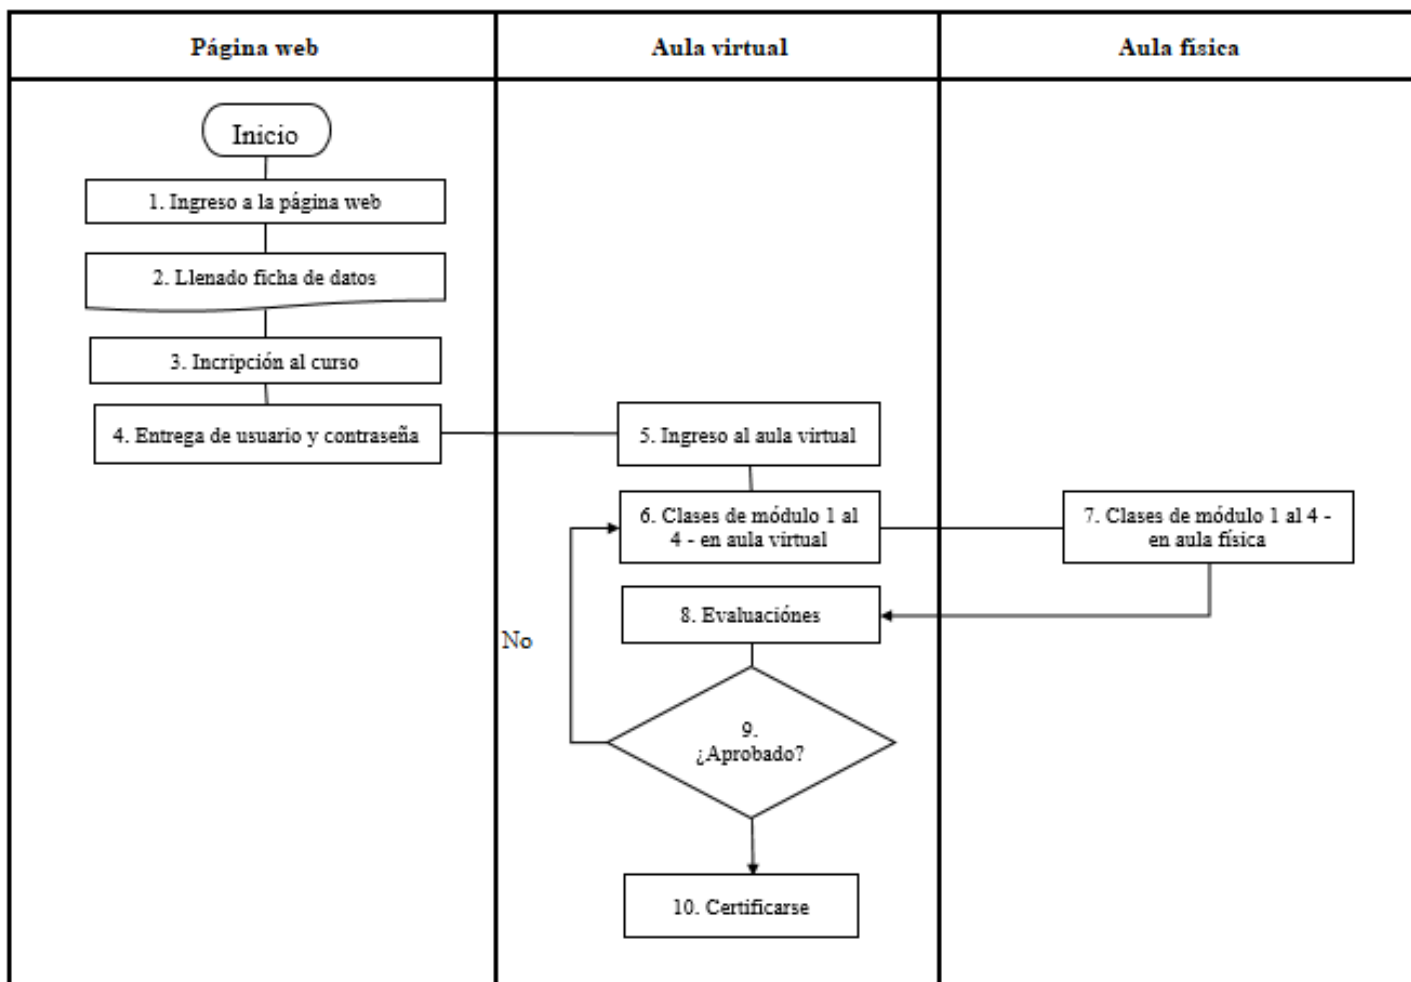 Página web
Aula virtual
Aula física
Inicio
1. Ingreso a la página web
2. Llenado ficha de datos
3. Incripción al curso
4. Entrega de usuario y contraseña
5. Ingreso al aula virtual
6. Clases de módulo 1 al
4 - en aula virtual
7. Clases de módulo 1 al 4 -
en aula física
8. Evaluaciónes
No
9.
¿Aprobado?
10. Certificarse